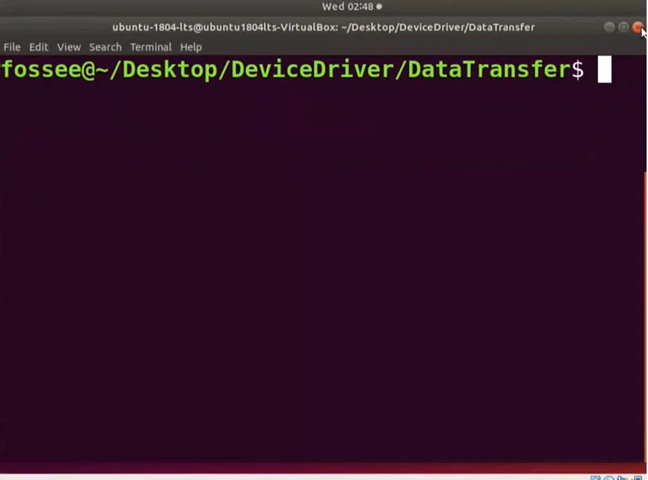 Wed 02:48
ubuntu-1804-lts@ubuntu1804lts-VirtualBox: ~/Desktop/DeviceDriver/DataTransfer
File Edit View Search Terminal Help
fossee@~/Desktop/DeviceDriver/DataTransfer$